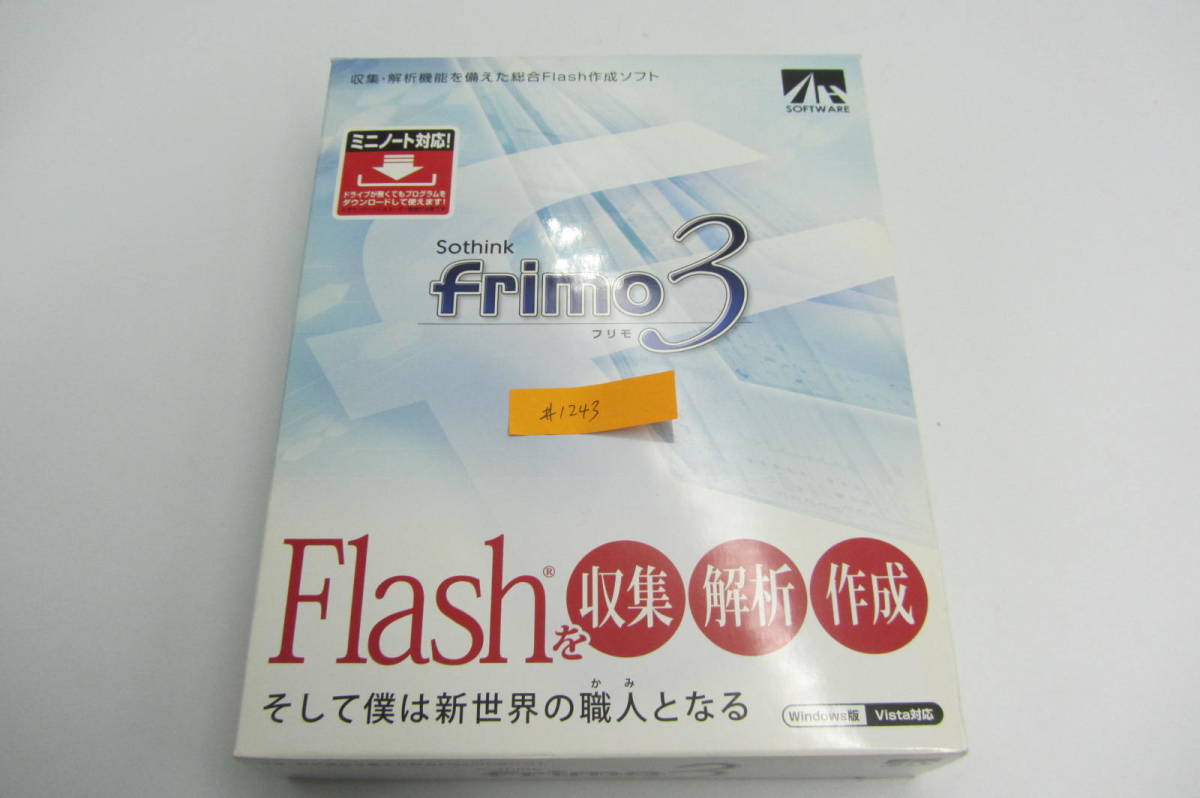 収集・解析機能を備えた総合Flash作成ソフト
AH
SOFTWARE
ミニノート対応!
ドライブが無くてもプログラムを
ダウンロードして使えます!
Sothink
frimo3
フリモ
#1243
Flash®を収集 解析 作成
かみ
そして僕は新世界の職人となる
Windows版 Vista対応
frimo3